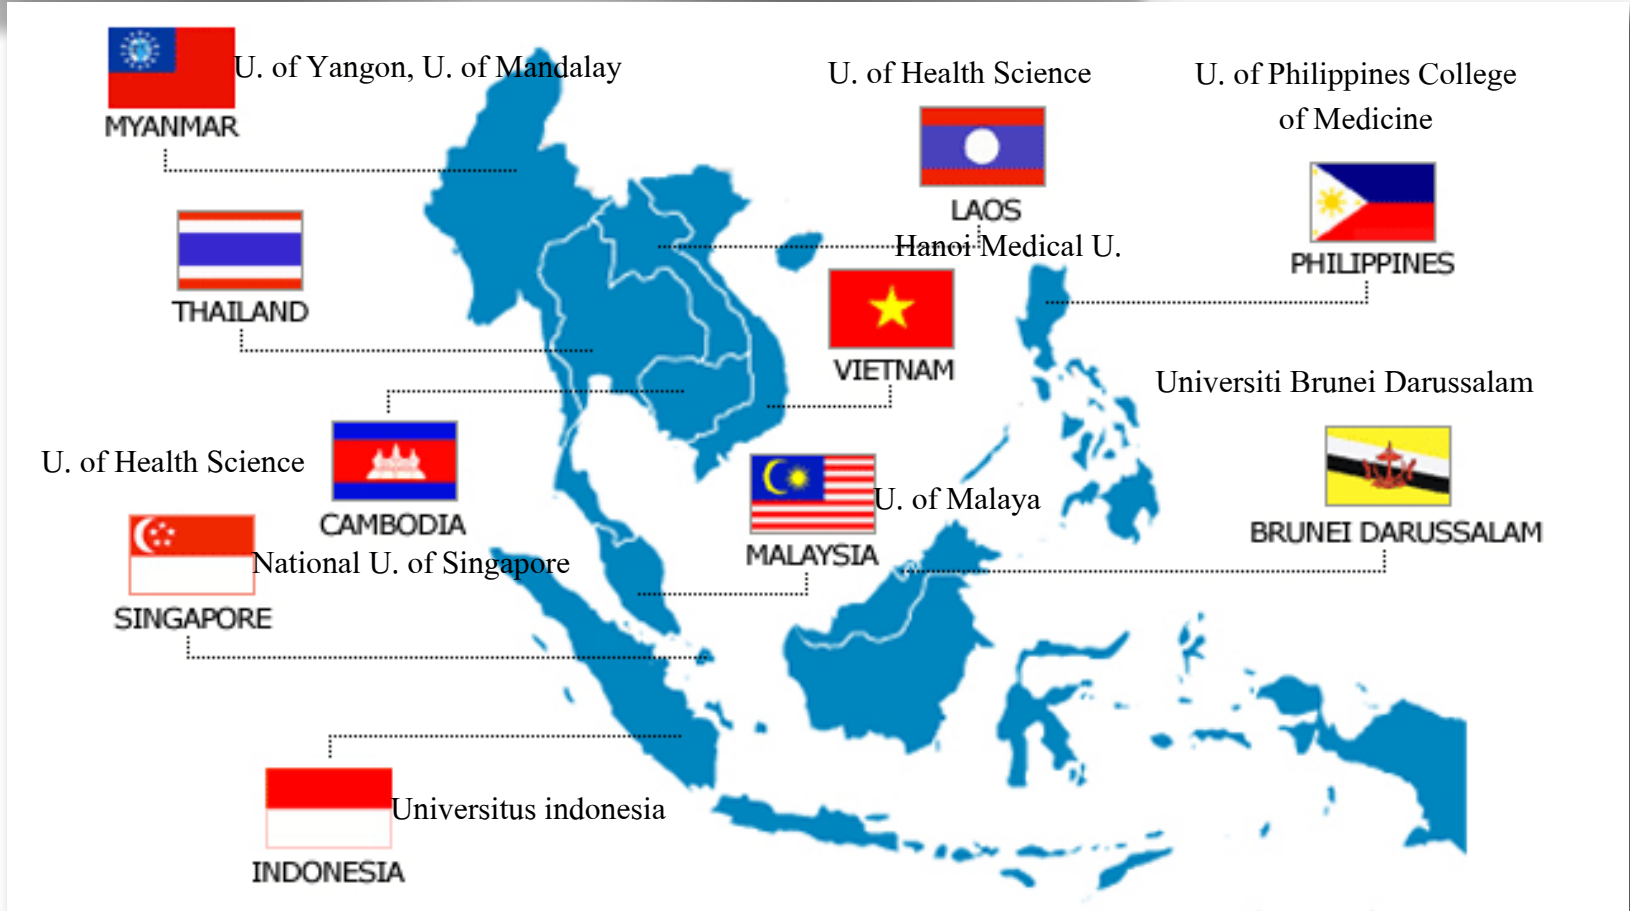 U. of Yangon, U. of Mandalay
MYANMAR
U. of Health Science
LAOS
U. of Philippines College
of Medicine
PHILIPPINES
THAILAND
Hanoi Medical U.
VIETNAM
Universiti Brunei Darussalam
BRUNEI DARUSSALAM
U. of Health Science
CAMBODIA
U. of Malaya
MALAYSIA
National U. of Singapore
SINGAPORE
Universitus indonesia
INDONESIA